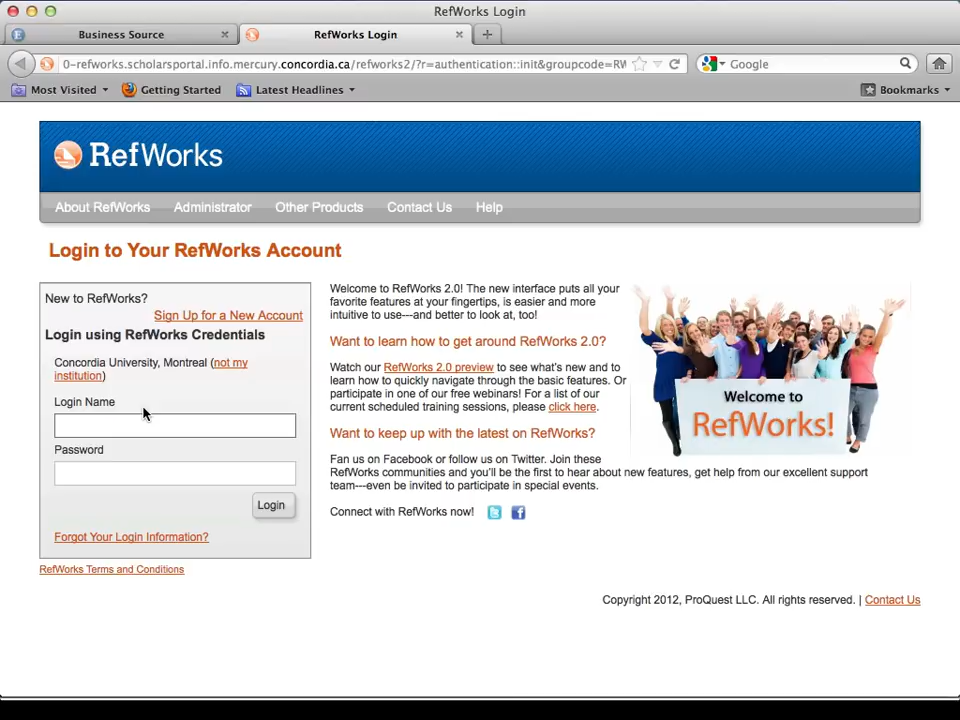 RefWorks Login
Business Source
RefWorks Login
0-refworks.scholarsportal.info.mercury.concordia.ca/refworks2/?r=authentication::init&groupcode=RW
Google
Most Visited
Getting Started
Latest Headlines
Bookmarks
RefWorks
About RefWorks
Administrator
Other Products
Contact Us
Help
Login to Your RefWorks Account
New to RefWorks?
Sign Up for a New Account
Login using RefWorks Credentials
Concordia University, Montreal (not my
institution)
Login Name
Password
Login
Forgot Your Login Information?
RefWorks Terms and Conditions
Welcome to RefWorks 2.0! The new interface puts all your
favorite features at your fingertips, is easier and more
intuitive to use---and better to look at, too!
Want to learn how to get around RefWorks 2.0?
Watch our RefWorks 2.0 preview to see what's new and to
learn how to quickly navigate through the basic features. Or
participate in one of our free webinars! For a list of our
current scheduled training sessions, please click here.
Want to keep up with the latest on RefWorks?
Fan us on Facebook or follow us on Twitter. Join these
RefWorks communities and you'll be the first to hear about new features, get help from our excellent support
team---even be invited to participate in special events.
Connect with RefWorks now!
Welcome to
RefWorks!
Copyright 2012, ProQuest LLC. All rights reserved. | Contact Us